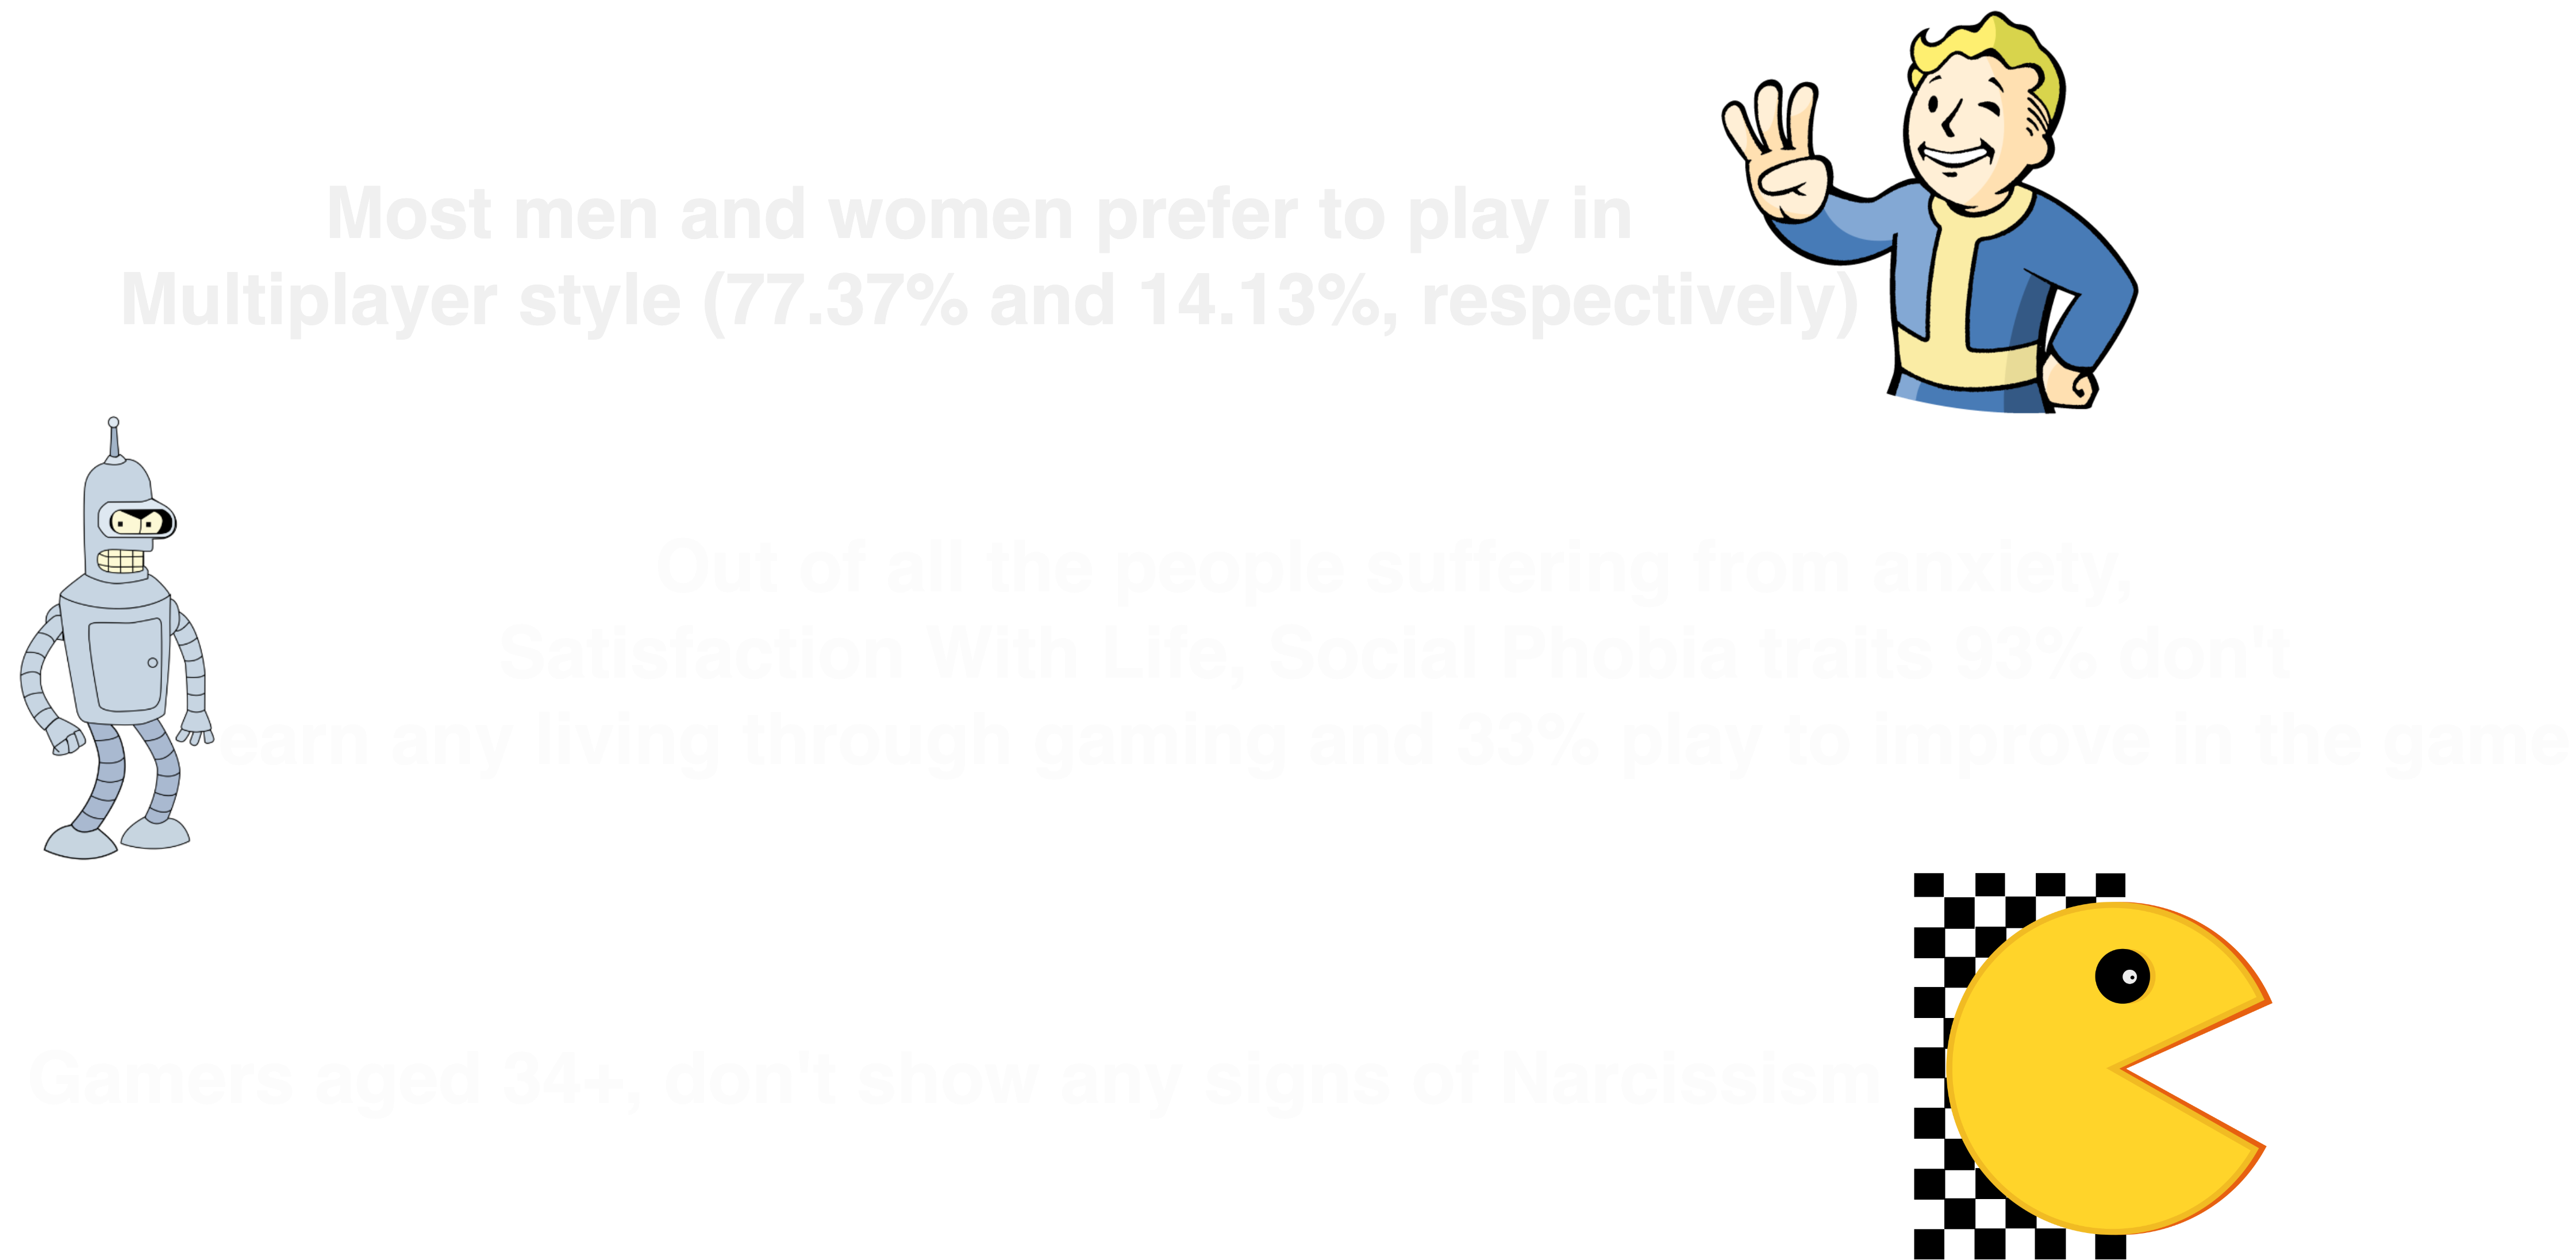 Most men and women prefer to play in
Multiplayer style (77.37% and 14.13%, respectively)
Out of all the people suffering from anxiety,
Satisfaction With Life, Social Phobia traits 93% don't
earn any living through gaming and 33% play to improve in the game
Gamers aged 34+, don't show any signs of Narcissism